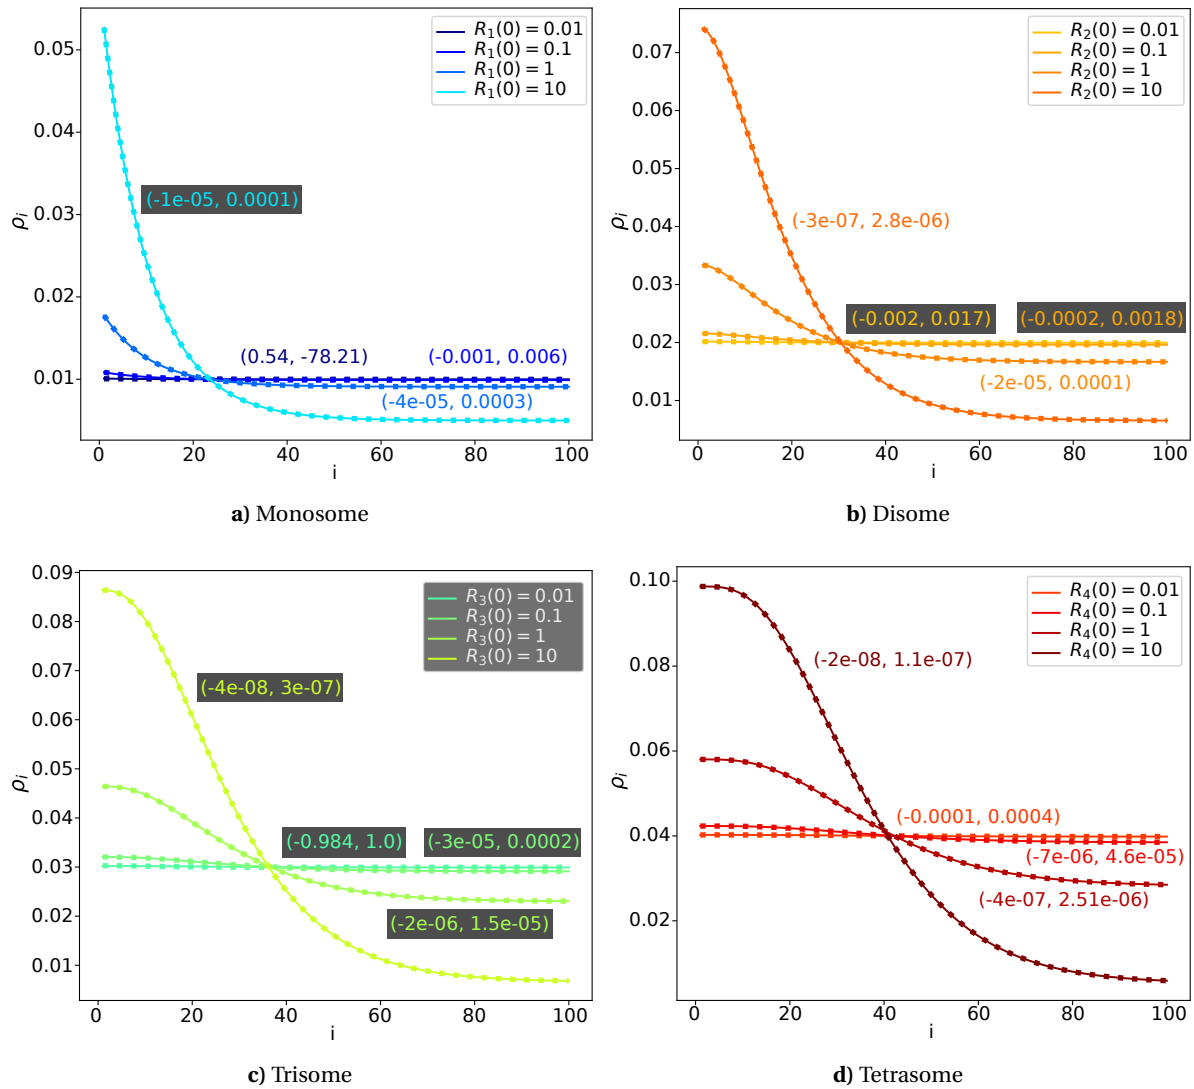 R₁(0) = 0.01
R₁(0) = 0.1
R₁(0) = 1
R₁(0) = 10
0.05
0.04
0.03
0.02
0.01
ρᵢ
(-1e-05, 0.0001)
(0.54, -78.21)
(-0.001, 0.006)
(-4e-05, 0.0003)
0 20 40 60 80 100
i
a) Monosome
R₂(0) = 0.01
R₂(0) = 0.1
R₂(0) = 1
R₂(0) = 10
0.07
0.06
0.05
0.04
0.03
0.02
0.01
ρᵢ
(-3e-07, 2.8e-06)
(-0.002, 0.017)
(-0.0002, 0.0018)
(-2e-05, 0.0001)
0 20 40 60 80 100
i
b) Disome
R₃(0) = 0.01
R₃(0) = 0.1
R₃(0) = 1
R₃(0) = 10
0.09
0.08
0.07
0.06
0.05
0.04
0.03
0.02
0.01
ρᵢ
(-4e-08, 3e-07)
(-0.984, 1.0)
(-3e-05, 0.0002)
(-2e-06, 1.5e-05)
0 20 40 60 80 100
i
c) Trisome
R₄(0) = 0.01
R₄(0) = 0.1
R₄(0) = 1
R₄(0) = 10
0.10
0.08
0.06
0.04
0.02
ρᵢ
(-2e-08, 1.1e-07)
(-0.0001, 0.0004)
(-7e-06, 4.6e-05)
(-4e-07, 2.51e-06)
0 20 40 60 80 100
i
d) Tetrasome